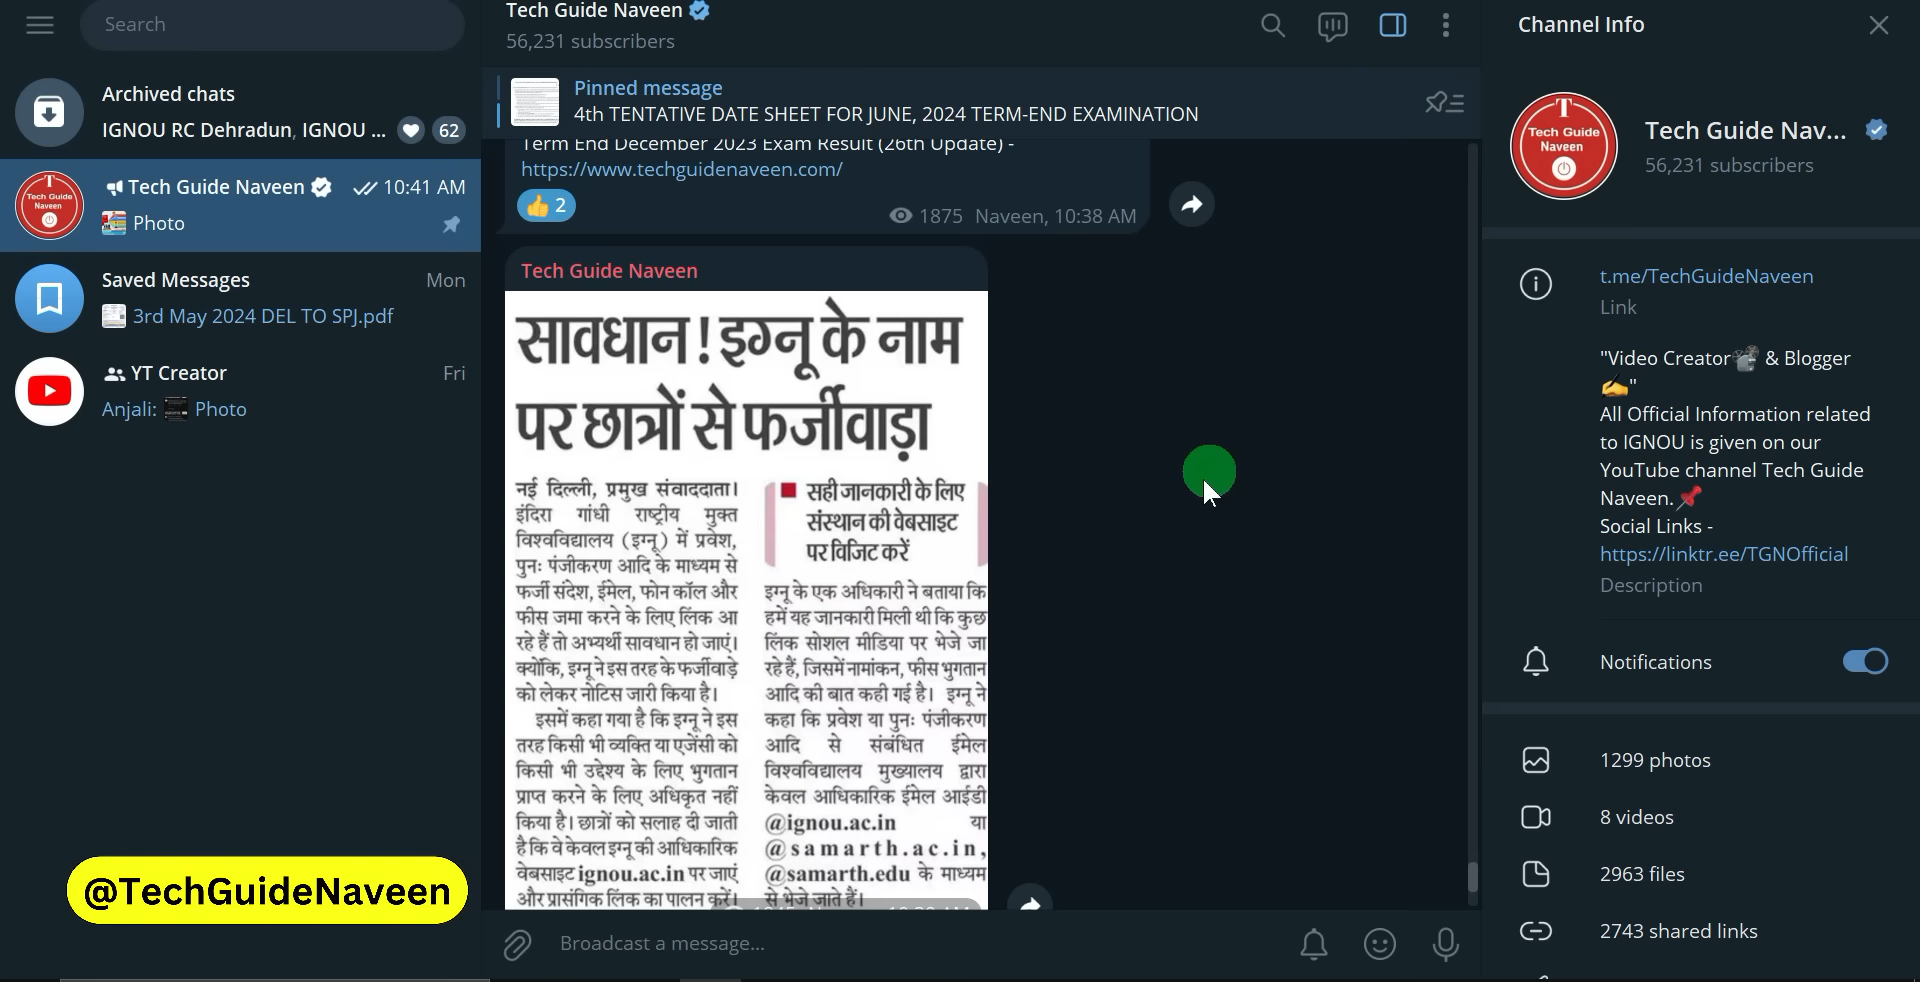 Search
Archived chats
IGNOU RC Dehradun, IGNOU ...
62
Tech Guide Naveen
10:41 AM
Photo
Saved Messages
Mon
3rd May 2024 DEL TO SPJ.pdf
YT Creator
Fri
Anjali: Photo
@TechGuideNaveen
Tech Guide Naveen
56,231 subscribers
Pinned message
4th TENTATIVE DATE SHEET FOR JUNE, 2024 TERM-END EXAMINATION
Term End December 2023 Exam Result (26th Update) -
https://www.techguidenaveen.com/
2
1875 Naveen, 10:38 AM
Tech Guide Naveen
सावधान ! इग्नू के नाम
पर छात्रों से फर्जीवाड़ा
नई दिल्ली, प्रमुख संवाददाता।
इंदिरा गांधी राष्ट्रीय मुक्त
विश्वविद्यालय (इग्नू) में प्रवेश,
पुनः पंजीकरण आदि के माध्यम से
फर्जी संदेश, ईमेल, फोन कॉल और
फीस जमा करने के लिए लिंक आ
रहे हैं तो अभ्यर्थी सावधान हो जाएं।
क्योंकि, इग्नू ने इस तरह के फर्जीवाड़े
को लेकर नोटिस जारी किया है।
इसमें कहा गया है कि इग्नू ने इस
तरह किसी भी व्यक्ति या एजेंसी को
किसी भी उद्देश्य के लिए भुगतान
प्राप्त करने के लिए अधिकृत नहीं
किया है। छात्रों को सलाह दी जाती
है कि वे केवल इग्नू की आधिकारिक
वेबसाइट ignou.ac.in पर जाएं
और प्रासंगिक लिंक का पालन करें।
सही जानकारी के लिए
संस्थान की वेबसाइट
पर विजिट करें
इग्नू के एक अधिकारी ने बताया कि
हमें यह जानकारी मिली थी कि कुछ
लिंक सोशल मीडिया पर भेजे जा
रहे हैं, जिसमें नामांकन, फीस भुगतान
आदि की बात कही गई है। इग्नू ने
कहा कि प्रवेश या पुनः पंजीकरण
आदि से संबंधित ईमेल
विश्वविद्यालय मुख्यालय द्वारा
केवल आधिकारिक ईमेल आईडी
@ignou.ac.in या
@samarth.ac.in,
@samarth.edu के माध्यम
से भेजे जाते हैं।
Broadcast a message...
Channel Info
T
Tech Guide
Naveen
Tech Guide Nav...
56,231 subscribers
t.me/TechGuideNaveen
Link
"Video Creator & Blogger
"
All Official Information related
to IGNOU is given on our
YouTube channel Tech Guide
Naveen.
Social Links -
https://linktr.ee/TGNOfficial
Description
Notifications
1299 photos
8 videos
2963 files
2743 shared links